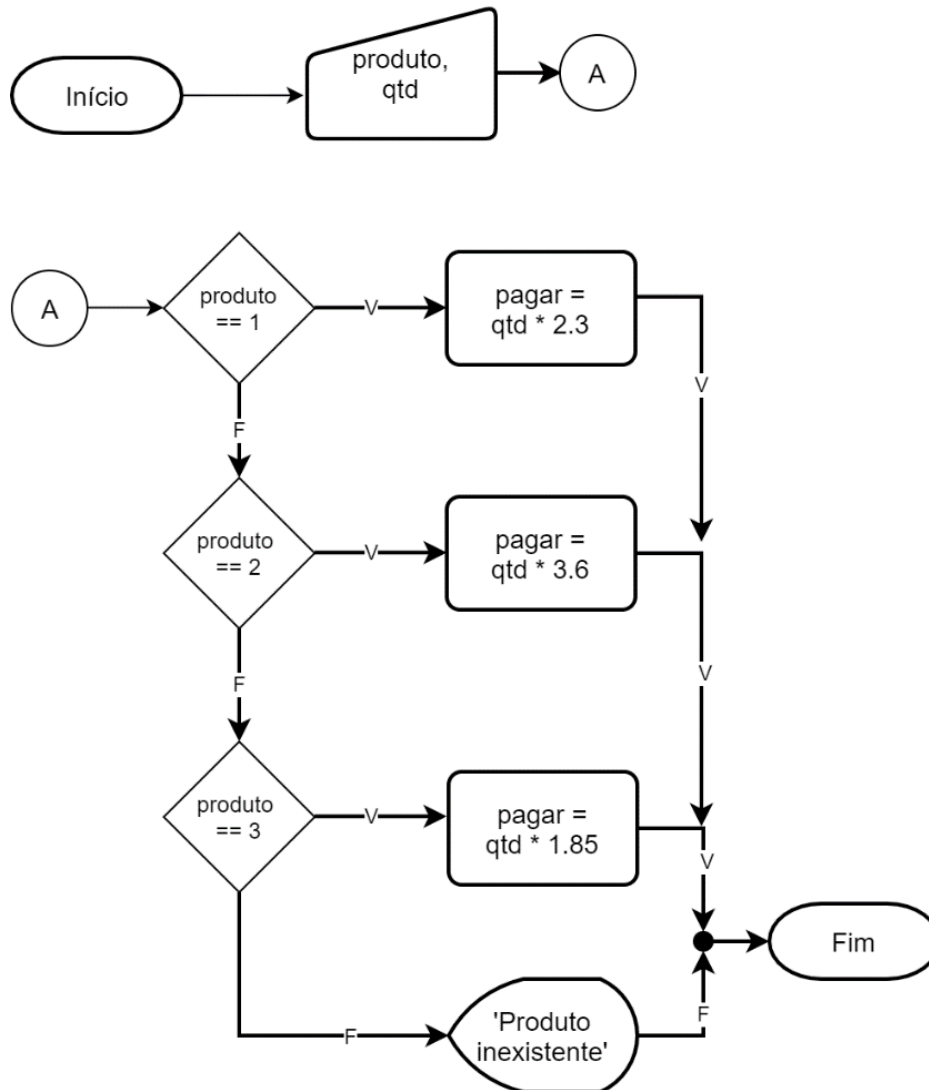 Início
produto,
qtd
A
A
produto
== 1
V
pagar =
qtd * 2.3
V
F
produto
== 2
V
pagar =
qtd * 3.6
V
F
produto
== 3
V
pagar =
qtd * 1.85
V
Fim
F
'Produto
inexistente'
F